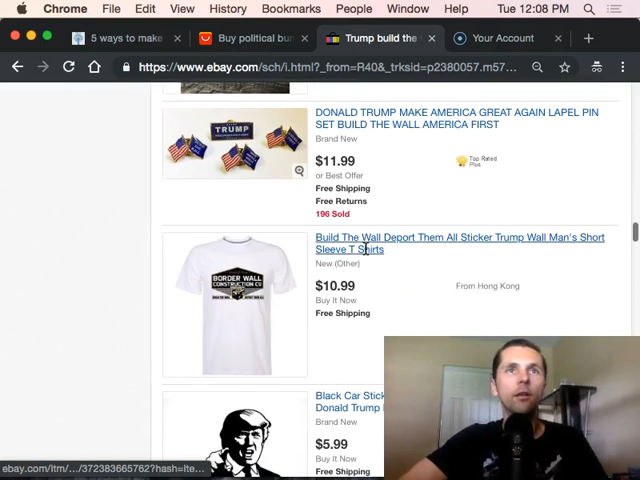 Chrome File Edit View History Bookmarks People Window Help Tue 12:08 PM
5 ways to make
Buy political bu
Trump build the
Your Account
https://www.ebay.com/sch/i.html?_from=R40&_trksid=p2380057.m57...
DONALD TRUMP MAKE AMERICA GREAT AGAIN LAPEL PIN
SET BUILD THE WALL AMERICA FIRST
Brand New
TRUMP
$11.99
Top Rated
Plus
or Best Offer
Free Shipping
Free Returns
196 Sold
Build The Wall Deport Them All Sticker Trump Wall Man's Short
Sleeve T Shirts
New (Other)
BORDER WALL
CONSTRUCTION CO
$10.99
From Hong Kong
Buy It Now
Free Shipping
Black Car Stick
Donald Trump
Brand New
$5.99
Free Shipping
ebay.com/itm/.../372383665762?hash=ite...